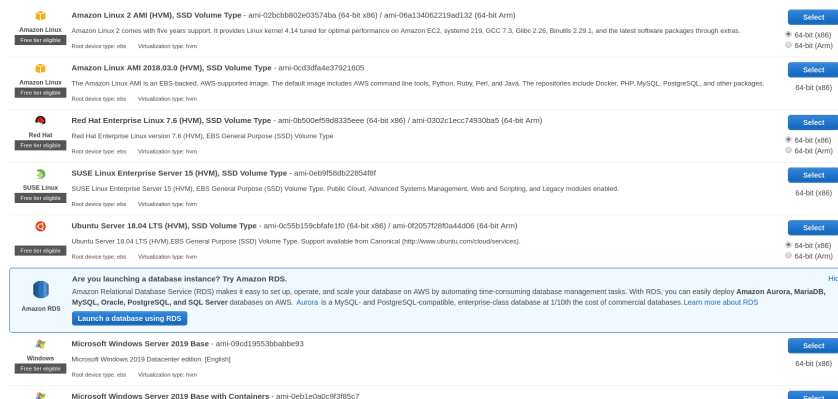 Amazon Linux 2 AMI (HVM), SSD Volume Type - ami-02bcbb802e03574ba (64-bit x86) / ami-06a134062219ad132 (64-bit Arm)
Select
Amazon Linux
Free tier eligible
Amazon Linux 2 comes with five years support. It provides Linux kernel 4.14 tuned for optimal performance on Amazon EC2, systemd 219, GCC 7.3, Glibc 2.26, Binutils 2.29.1, and the latest software packages through extras.
64-bit (x86)
64-bit (Arm)
Root device type: ebs Virtualization type: hvm
Amazon Linux AMI 2018.03.0 (HVM), SSD Volume Type - ami-0cd3dfa4e37921605
Select
Amazon Linux
Free tier eligible
The Amazon Linux AMI is an EBS-backed, AWS-supported image. The default image includes AWS command line tools, Python, Ruby, Perl, and Java. The repositories include Docker, PHP, MySQL, PostgreSQL, and other packages.
64-bit (x86)
Root device type: ebs Virtualization type: hvm
Red Hat Enterprise Linux 7.6 (HVM), SSD Volume Type - ami-0b500ef59d8335eee (64-bit x86) / ami-0302c1ecc74930ba5 (64-bit Arm)
Select
Red Hat
Free tier eligible
Red Hat Enterprise Linux version 7.6 (HVM), EBS General Purpose (SSD) Volume Type
64-bit (x86)
64-bit (Arm)
Root device type: ebs Virtualization type: hvm
SUSE Linux Enterprise Server 15 (HVM), SSD Volume Type - ami-0eb9f58db22854f8f
Select
SUSE Linux
Free tier eligible
SUSE Linux Enterprise Server 15 (HVM), EBS General Purpose (SSD) Volume Type. Public Cloud, Advanced Systems Management, Web and Scripting, and Legacy modules enabled.
64-bit (x86)
Root device type: ebs Virtualization type: hvm
Ubuntu Server 18.04 LTS (HVM), SSD Volume Type - ami-0c55b159cbfafe1f0 (64-bit x86) / ami-0f2057f28f0a44d06 (64-bit Arm)
Select
Free tier eligible
Ubuntu Server 18.04 LTS (HVM),EBS General Purpose (SSD) Volume Type. Support available from Canonical (http://www.ubuntu.com/cloud/services).
64-bit (x86)
64-bit (Arm)
Root device type: ebs Virtualization type: hvm
Are you launching a database instance? Try Amazon RDS.
Hid
Amazon RDS
Amazon Relational Database Service (RDS) makes it easy to set up, operate, and scale your database on AWS by automating time-consuming database management tasks. With RDS, you can easily deploy Amazon Aurora, MariaDB,
MySQL, Oracle, PostgreSQL, and SQL Server databases on AWS. Aurora is a MySQL- and PostgreSQL-compatible, enterprise-class database at 1/10th the cost of commercial databases. Learn more about RDS
Launch a database using RDS
Microsoft Windows Server 2019 Base - ami-09cd19553bbabbe93
Select
Windows
Free tier eligible
Microsoft Windows 2019 Datacenter edition. [English]
64-bit (x86)
Root device type: ebs Virtualization type: hvm
Microsoft Windows Server 2019 Base with Containers - ami-0eb1e0a0c9f3f85c7
Select